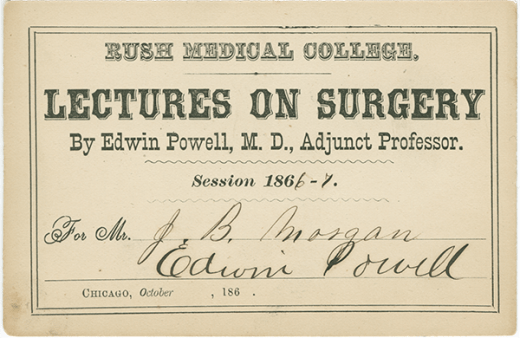 RUSH MEDICAL COLLEGE.
LECTURES ON SURGERY
By Edwin Powell, M. D., Adjunct Professor.
Session 1866-7.
For Mr. J. B. Morgan
Edwin Powell
CHICAGO, October , 186 .